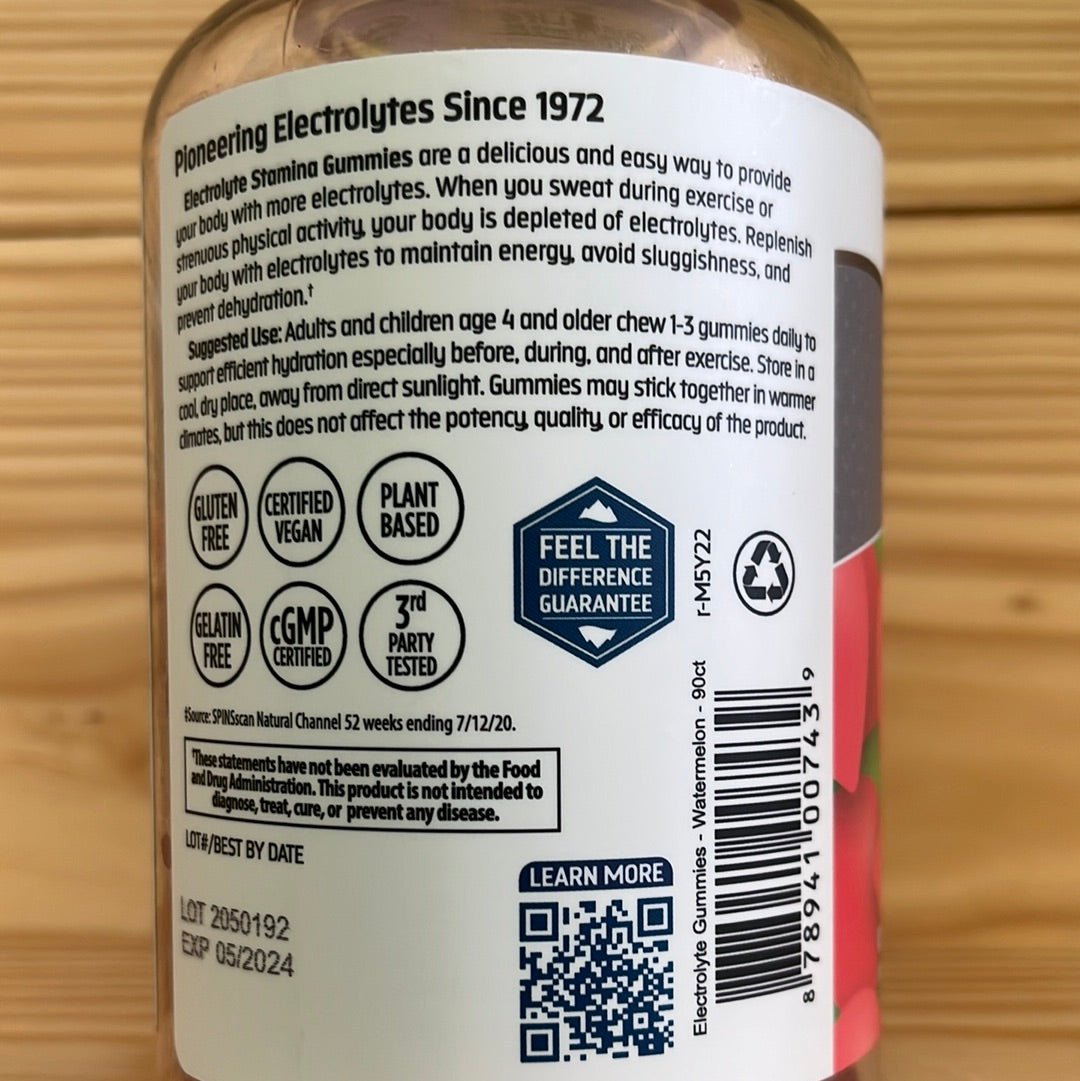 Pioneering Electrolytes Since 1972
Electrolyte Stamina Gummies are a delicious and easy way to provide
your body with more electrolytes. When you sweat during exercise or
strenuous physical activity, your body is depleted of electrolytes. Replenish
your body with electrolytes to maintain energy, avoid sluggishness, and
prevent dehydration.†
Suggested Use: Adults and children age 4 and older chew 1-3 gummies daily to
support efficient hydration especially before, during, and after exercise. Store in a
cool, dry place, away from direct sunlight. Gummies may stick together in warmer
climates, but this does not affect the potency, quality, or efficacy of the product.
GLUTEN
FREE
CERTIFIED
VEGAN
PLANT
BASED
GELATIN
FREE
cGMP
CERTIFIED
3rd
PARTY
TESTED
FEEL THE
DIFFERENCE
GUARANTEE
r-M5Y22
‡Source: SPINSscan Natural Channel 52 weeks ending 7/12/20.
†These statements have not been evaluated by the Food
and Drug Administration. This product is not intended to
diagnose, treat, cure, or prevent any disease.
LOT#/BEST BY DATE
LOT 2050192
EXP 05/2024
LEARN MORE
Electrolyte Gummies - Watermelon - 90ct
8 78941 00743 9